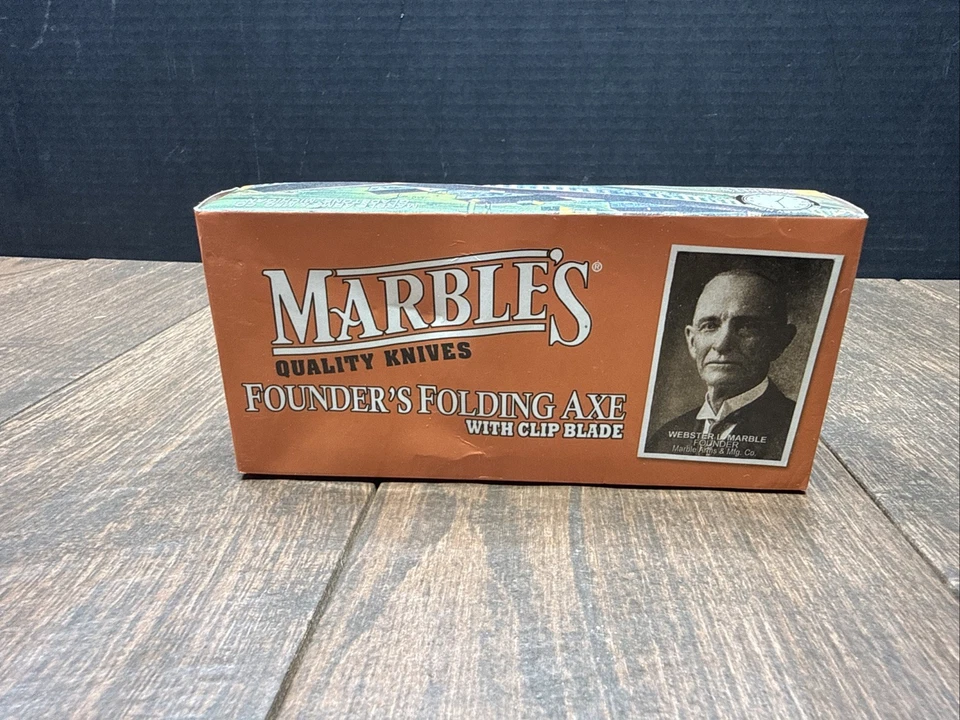 MARBLE'S®
QUALITY KNIVES
FOUNDER'S FOLDING AXE
WITH CLIP BLADE
WEBSTER L. MARBLE
FOUNDER
Marble Arms & Mfg. Co.